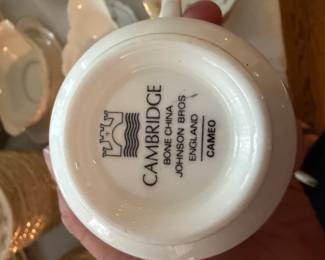 CAMBRIDGE
BONE CHINA
JOHNSON BROS
ENGLAND
CAMEO